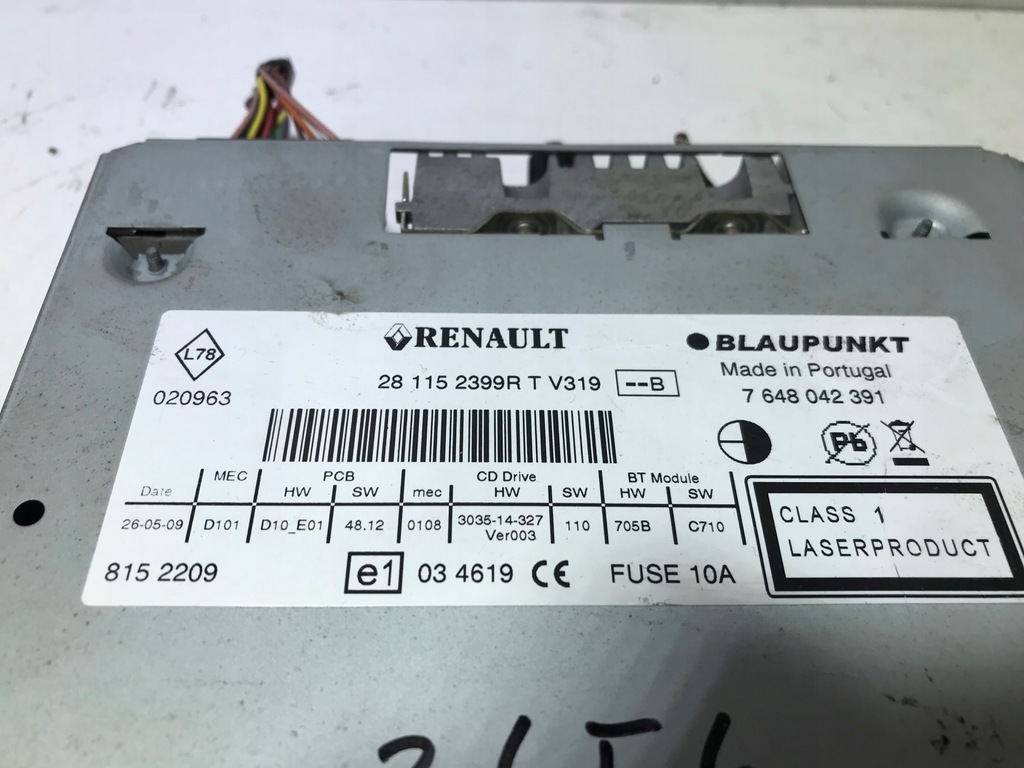 L78
020963
RENAULT
28 115 2399R T V319 --B
BLAUPUNKT
Made in Portugal
7 648 042 391
Pb
MEC PCB CD Drive BT Module
Date HW SW mec HW SW HW SW
26-05-09 D101 D10_E01 48.12 0108 3035-14-327 110 705B C710
Ver003
CLASS 1
LASERPRODUCT
815 2209 e1 03 4619 CE FUSE 10A